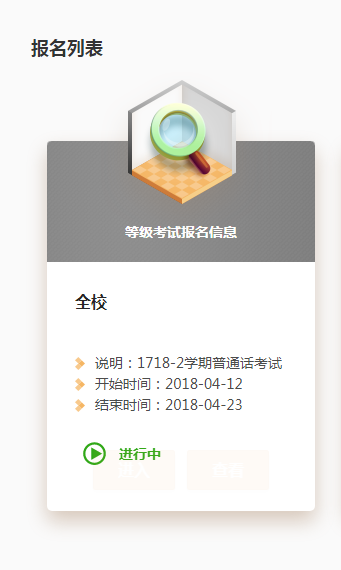 报名列表
等级考试报名信息
全校
说明：1718-2学期普通话考试
开始时间：2018-04-12
结束时间：2018-04-23
进行中